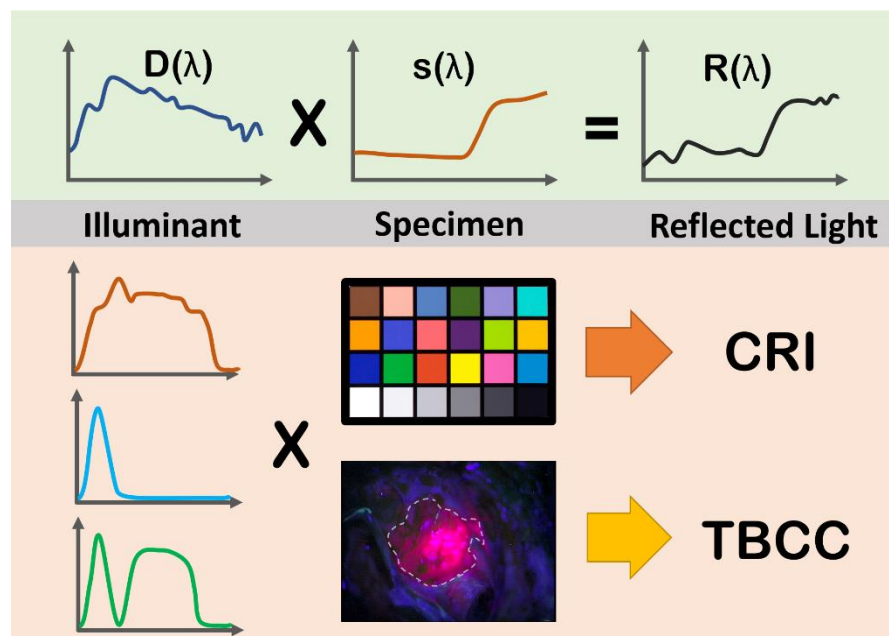 D(λ)
X
s(λ)
=
R(λ)
Illuminant
Specimen
Reflected Light
X
CRI
TBCC